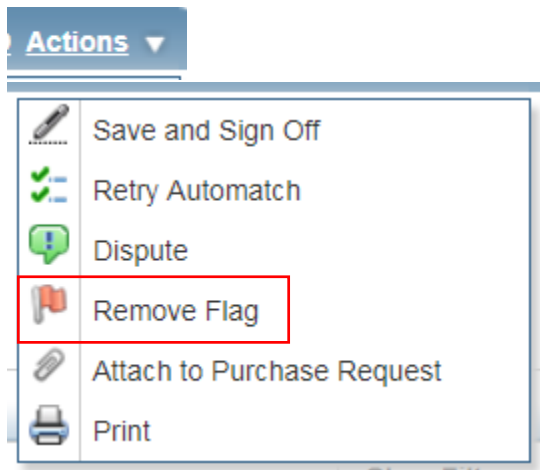 Actions ▼
Save and Sign Off
Retry Automatch
Dispute
Remove Flag
Attach to Purchase Request
Print